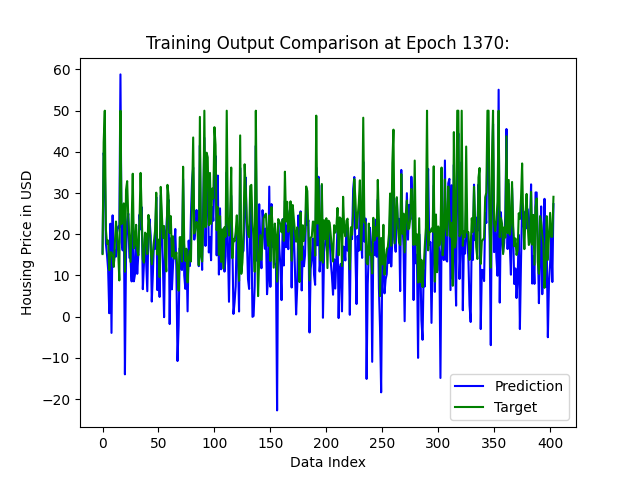 Training Output Comparison at Epoch 1370:
60
50
40
30
20
10
0
−10
−20
Housing Price in USD
Prediction
Target
0 50 100 150 200 250 300 350 400
Data Index